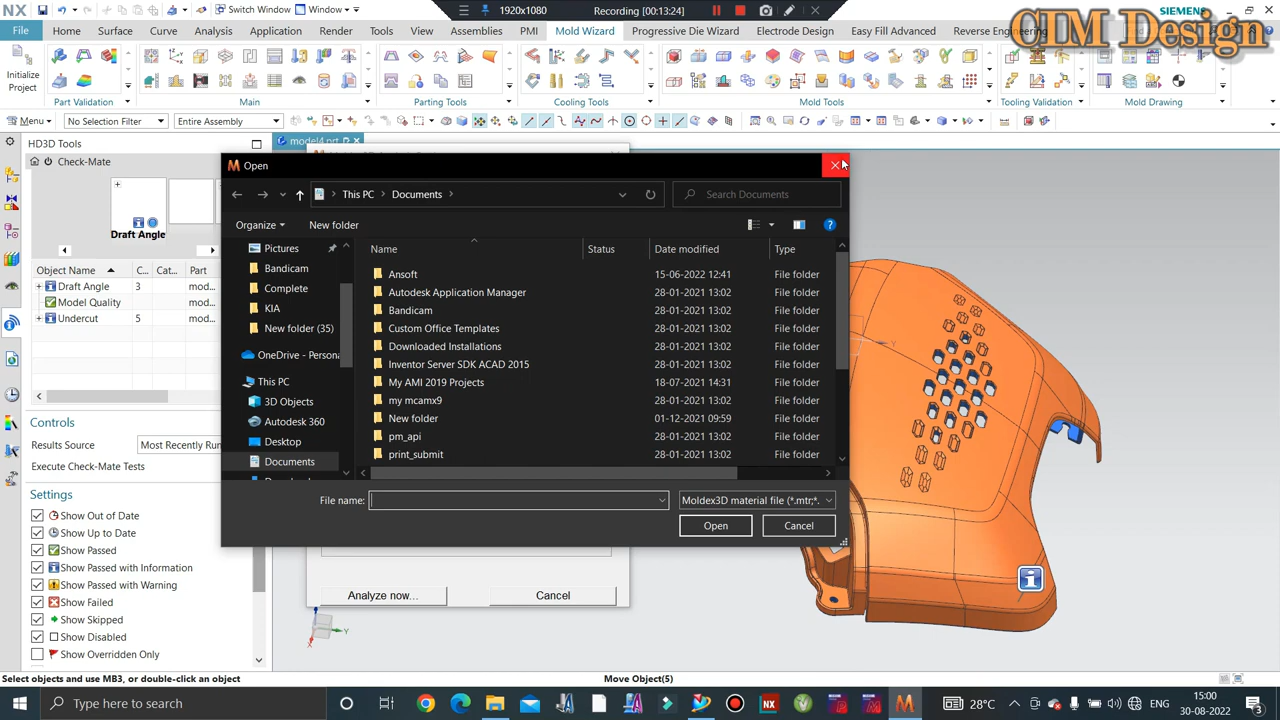 NX
Switch Window
Window
1920x1080
Recording [00:13:24]
SIEMENS
CIM Design
File
Home
Surface
Curve
Analysis
Application
Render
Tools
View
Assemblies
PMI
Mold Wizard
Progressive Die Wizard
Electrode Design
Easy Fill Advanced
Reverse Engineering
Initialize
Project
Part Validation
Main
Parting Tools
Cooling Tools
Mold Tools
Tooling Validation
Mold Drawing
Menu
No Selection Filter
Entire Assembly
HD3D Tools
model4.prt
Check-Mate
Draft Angle
Object Name
C...
Cat...
Part
Draft Angle
3
mod...
Model Quality
mod...
Undercut
5
mod...
Controls
Results Source
Most Recently Run
Execute Check-Mate Tests
Settings
Show Out of Date
Show Up to Date
Show Passed
Show Passed with Information
Show Passed with Warning
Show Failed
Show Skipped
Show Disabled
Show Overridden Only
Open
This PC
Documents
Search Documents
Organize
New folder
Pictures
Bandicam
Complete
KIA
New folder (35)
OneDrive - Persona
This PC
3D Objects
Autodesk 360
Desktop
Documents
Name
Status
Date modified
Type
Ansoft
15-06-2022 12:41
File folder
Autodesk Application Manager
28-01-2021 13:02
File folder
Bandicam
28-01-2021 13:02
File folder
Custom Office Templates
28-01-2021 13:02
File folder
Downloaded Installations
28-01-2021 13:02
File folder
Inventor Server SDK ACAD 2015
28-01-2021 13:02
File folder
My AMI 2019 Projects
18-07-2021 14:31
File folder
my mcamx9
28-01-2021 13:02
File folder
New folder
01-12-2021 09:59
File folder
pm_api
28-01-2021 13:02
File folder
print_submit
28-01-2021 13:02
File folder
File name:
Moldex3D material file (*.mtr;*.
Open
Cancel
Analyze now...
Cancel
Y
X
Y
Select objects and use MB3, or double-click an object
Move Object(5)
Type here to search
28°C
ENG
15:00
30-08-2022
3